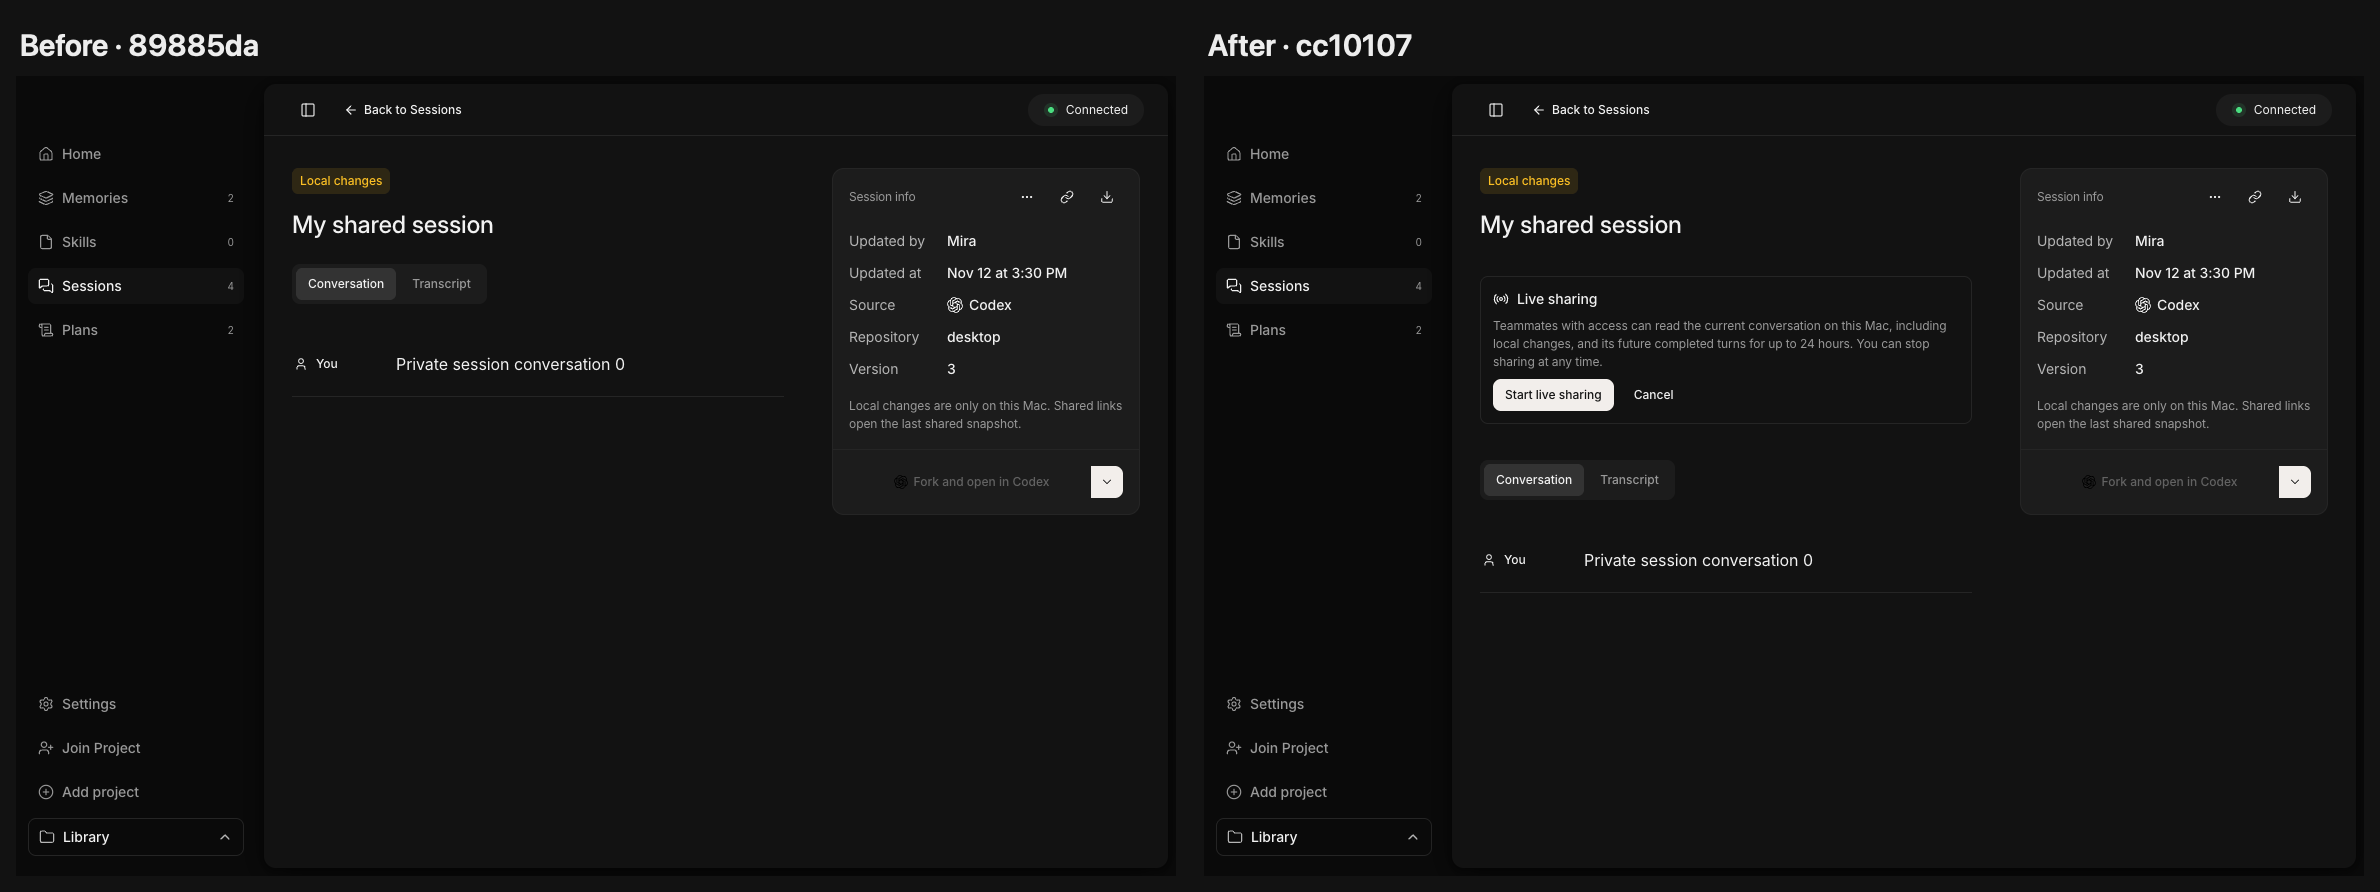 Before · 89885da
Back to Sessions
Connected
Home
Memories 2
Skills 0
Sessions 4
Plans 2
Settings
Join Project
Add project
Library
Local changes
My shared session
Conversation Transcript
You Private session conversation 0
Session info
Updated by Mira
Updated at Nov 12 at 3:30 PM
Source Codex
Repository desktop
Version 3
Local changes are only on this Mac. Shared links
open the last shared snapshot.
Fork and open in Codex
After · cc10107
Back to Sessions
Connected
Home
Memories 2
Skills 0
Sessions 4
Plans 2
Settings
Join Project
Add project
Library
Local changes
My shared session
Live sharing
Teammates with access can read the current conversation on this Mac, including
local changes, and its future completed turns for up to 24 hours. You can stop
sharing at any time.
Start live sharing Cancel
Conversation Transcript
You Private session conversation 0
Session info
Updated by Mira
Updated at Nov 12 at 3:30 PM
Source Codex
Repository desktop
Version 3
Local changes are only on this Mac. Shared links
open the last shared snapshot.
Fork and open in Codex